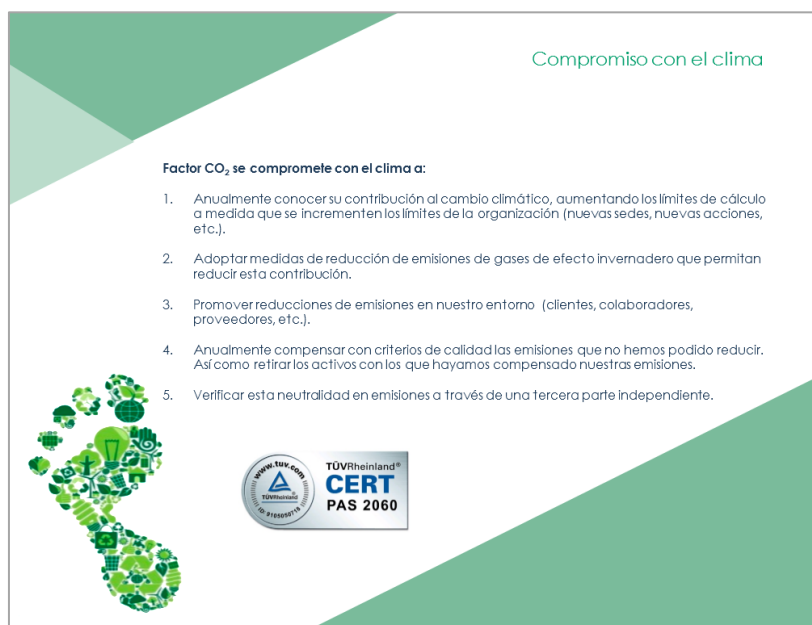 Compromiso con el clima
Factor CO₂ se compromete con el clima a:
1. Anualmente conocer su contribución al cambio climático, aumentando los límites de cálculo
a medida que se incrementen los límites de la organización (nuevas sedes, nuevas acciones,
etc.).
2. Adoptar medidas de reducción de emisiones de gases de efecto invernadero que permitan
reducir esta contribución.
3. Promover reducciones de emisiones en nuestro entorno (clientes, colaboradores,
proveedores, etc.).
4. Anualmente compensar con criterios de calidad las emisiones que no hemos podido reducir.
Así como retirar los activos con los que hayamos compensado nuestras emisiones.
5. Verificar esta neutralidad en emisiones a través de una tercera parte independiente.
www.tuv.com
TÜVRheinland
ID: 9105050716
TÜVRheinland®
CERT
PAS 2060